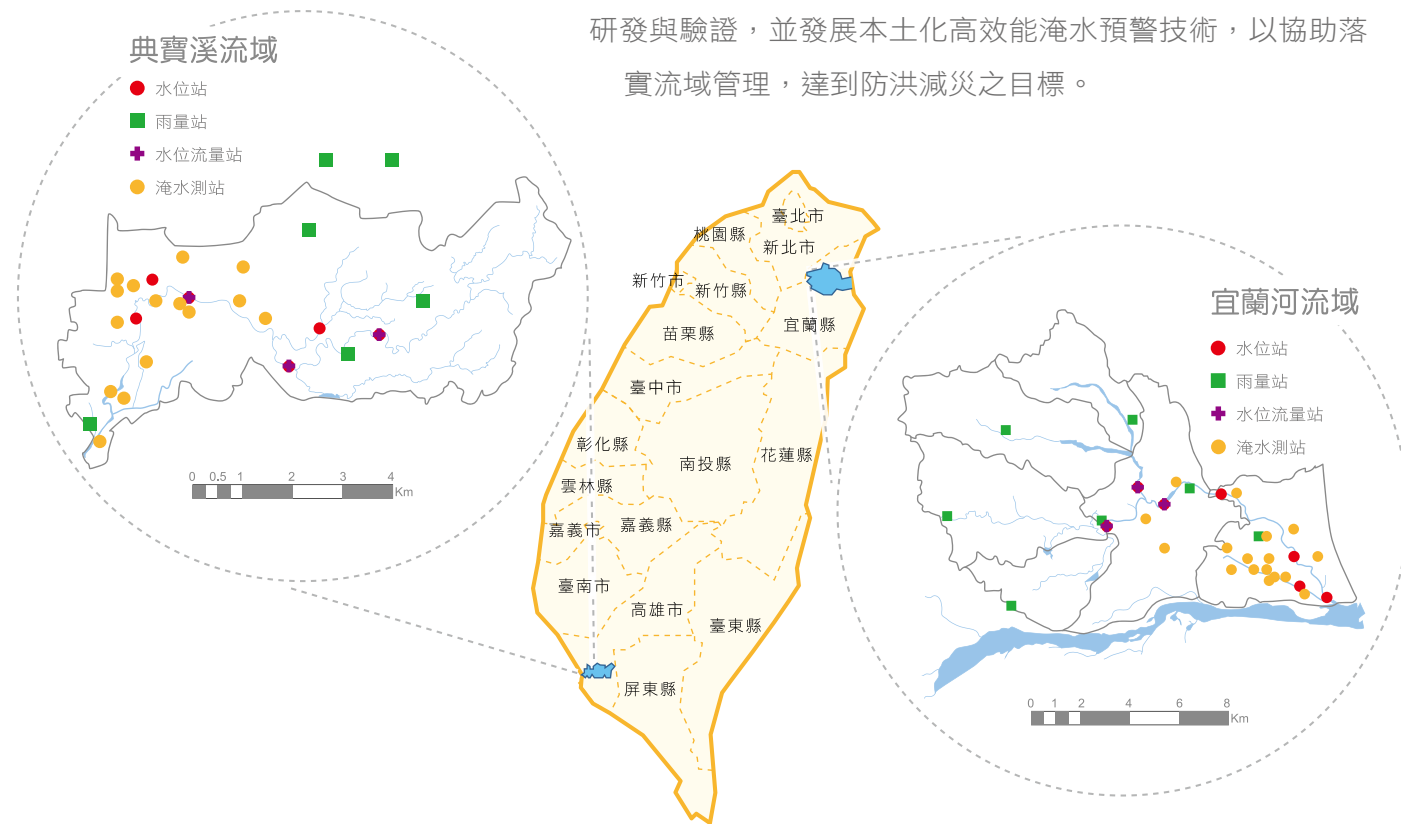 研發與驗證，並發展本土化高效能淹水預警技術，以協助落
實流域管理，達到防洪減災之目標。
典寶溪流域
水位站
雨量站
水位流量站
淹水測站
0 0.5 1 2 3 4
Km
臺北市
桃園縣
新北市
新竹市
新竹縣
宜蘭縣
苗栗縣
臺中市
彰化縣
南投縣
花蓮縣
雲林縣
嘉義市
嘉義縣
臺南市
高雄市
臺東縣
屏東縣
宜蘭河流域
水位站
雨量站
水位流量站
淹水測站
0 1 2 4 6 8
Km